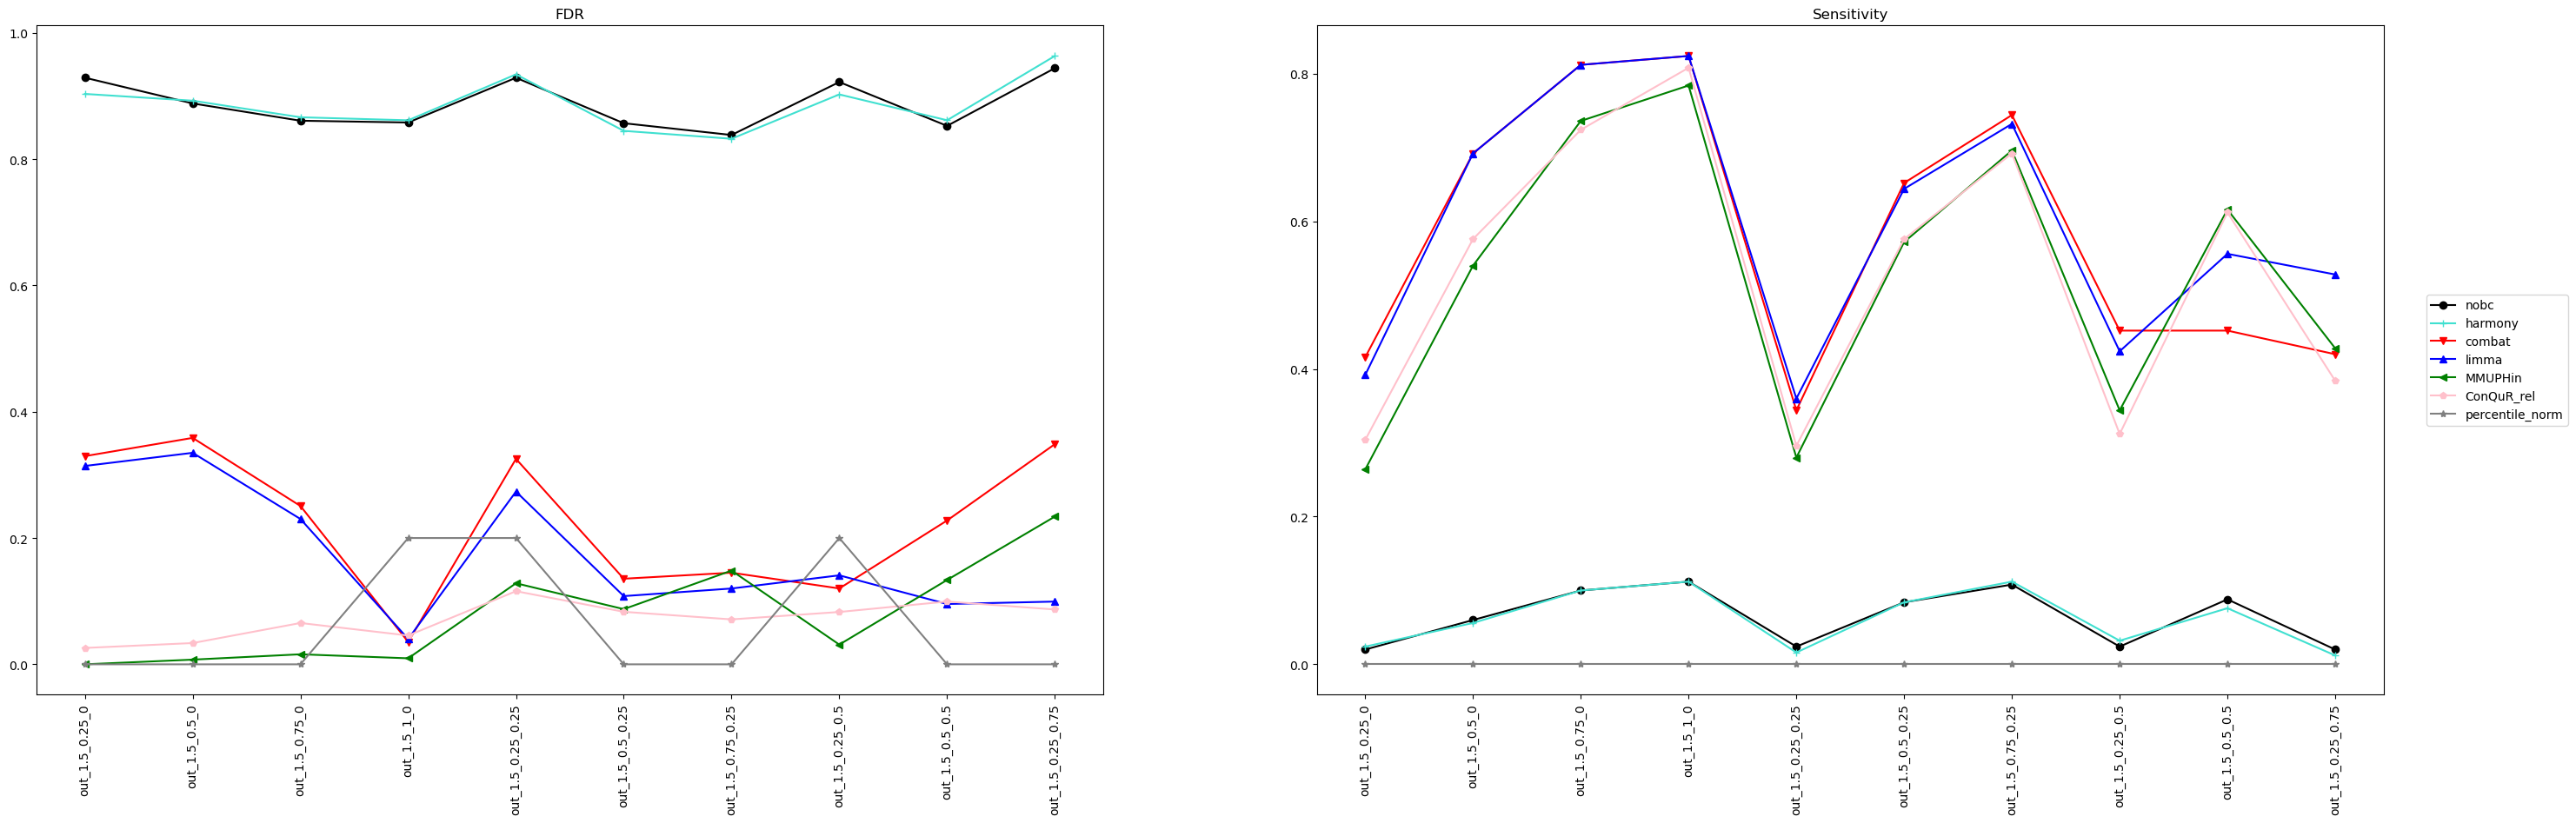 FDR
1.0
0.8
0.6
0.4
0.2
0.0
out_1.5_0.25_0
out_1.5_0.5_0
out_1.5_0.75_0
out_1.5_1_0
out_1.5_0.25_0.25
out_1.5_0.5_0.25
out_1.5_0.75_0.25
out_1.5_0.25_0.5
out_1.5_0.5_0.5
out_1.5_0.25_0.75
Sensitivity
0.8
0.6
0.4
0.2
0.0
out_1.5_0.25_0
out_1.5_0.5_0
out_1.5_0.75_0
out_1.5_1_0
out_1.5_0.25_0.25
out_1.5_0.5_0.25
out_1.5_0.75_0.25
out_1.5_0.25_0.5
out_1.5_0.5_0.5
out_1.5_0.25_0.75
nobc
harmony
combat
limma
MMUPHin
ConQuR_rel
percentile_norm